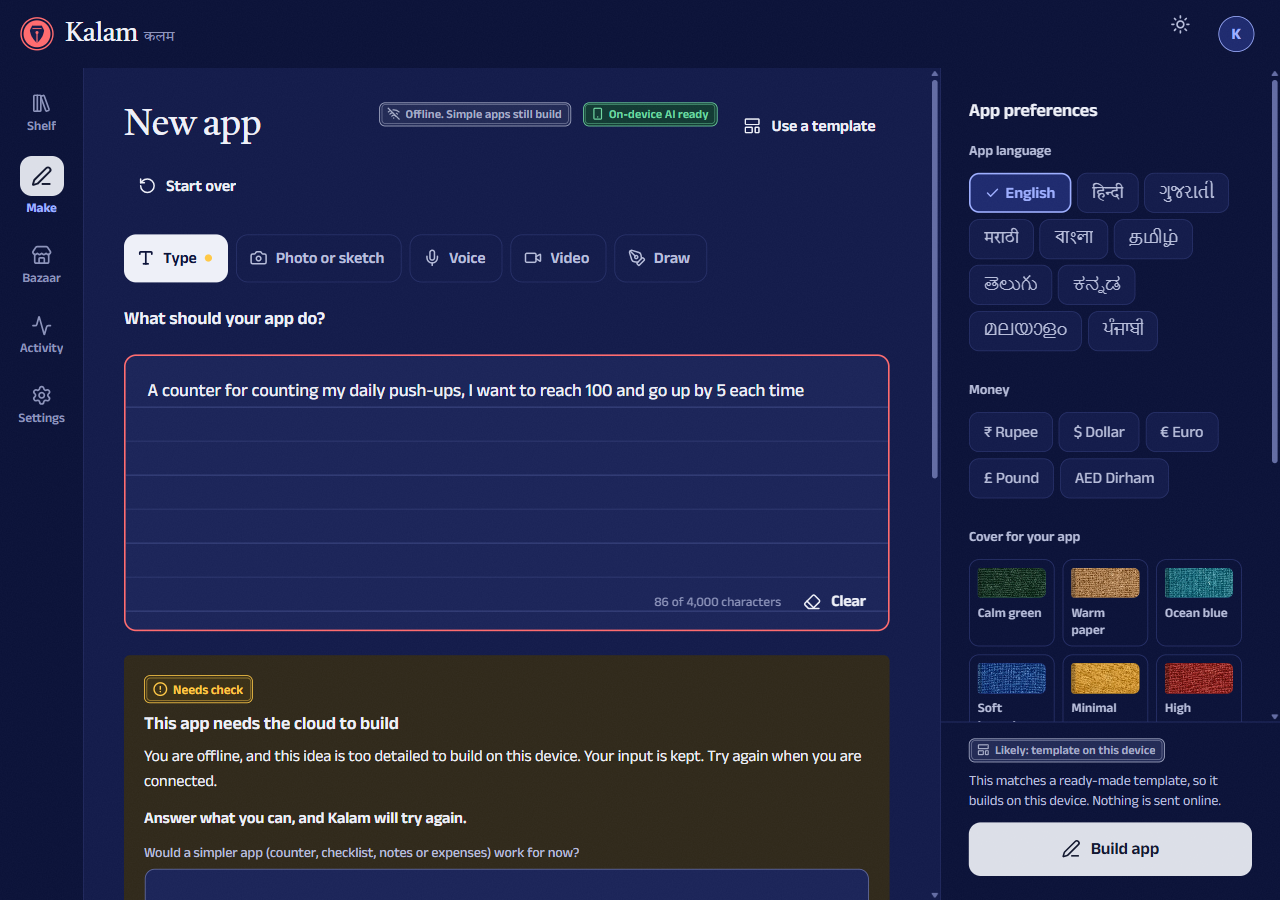 Kalam कलम
K
Shelf
Make
Bazaar
Activity
Settings
New app
Offline. Simple apps still build
On-device AI ready
Use a template
Start over
Type
Photo or sketch
Voice
Video
Draw
What should your app do?
A counter for counting my daily push-ups, I want to reach 100 and go up by 5 each time
86 of 4,000 characters
Clear
Needs check
This app needs the cloud to build
You are offline, and this idea is too detailed to build on this device. Your input is kept. Try again when you are
connected.
Answer what you can, and Kalam will try again.
Would a simpler app (counter, checklist, notes or expenses) work for now?
App preferences
App language
English
हिन्दी
ગુજરાતી
मराठी
বাংলা
தமிழ்
తెలుగు
ಕನ್ನಡ
മലയാളം
ਪੰਜਾਬੀ
Money
₹ Rupee
$ Dollar
€ Euro
£ Pound
AED Dirham
Cover for your app
Calm green
Warm
paper
Ocean blue
Soft
Minimal
High
Likely: template on this device
This matches a ready-made template, so it
builds on this device. Nothing is sent online.
Build app